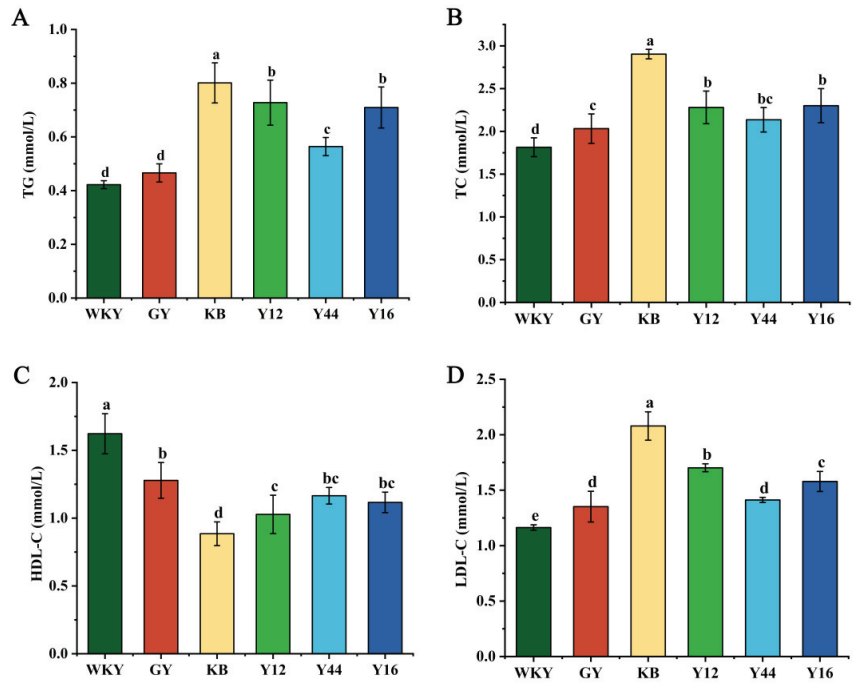 A
TG (mmol/L)
1.0
0.8
0.6
0.4
0.2
0.0
d
d
a
b
c
b
WKY GY KB Y12 Y44 Y16
B
TC (mmol/L)
3.0
2.5
2.0
1.5
1.0
0.5
0.0
d
c
a
b
bc
b
WKY GY KB Y12 Y44 Y16
C
HDL-C (mmol/L)
2.0
1.5
1.0
0.5
0.0
a
b
d
c
bc
bc
WKY GY KB Y12 Y44 Y16
D
LDL-C (mmol/L)
2.5
2.0
1.5
1.0
0.5
0.0
e
d
a
b
d
c
WKY GY KB Y12 Y44 Y16